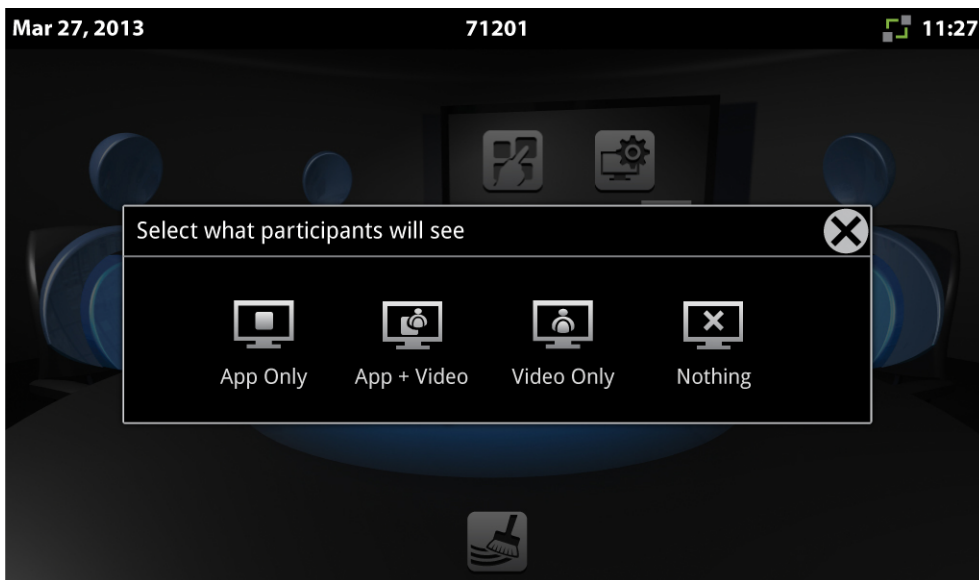 Mar 27, 2013 71201 11:27
Select what participants will see
App Only App + Video Video Only Nothing